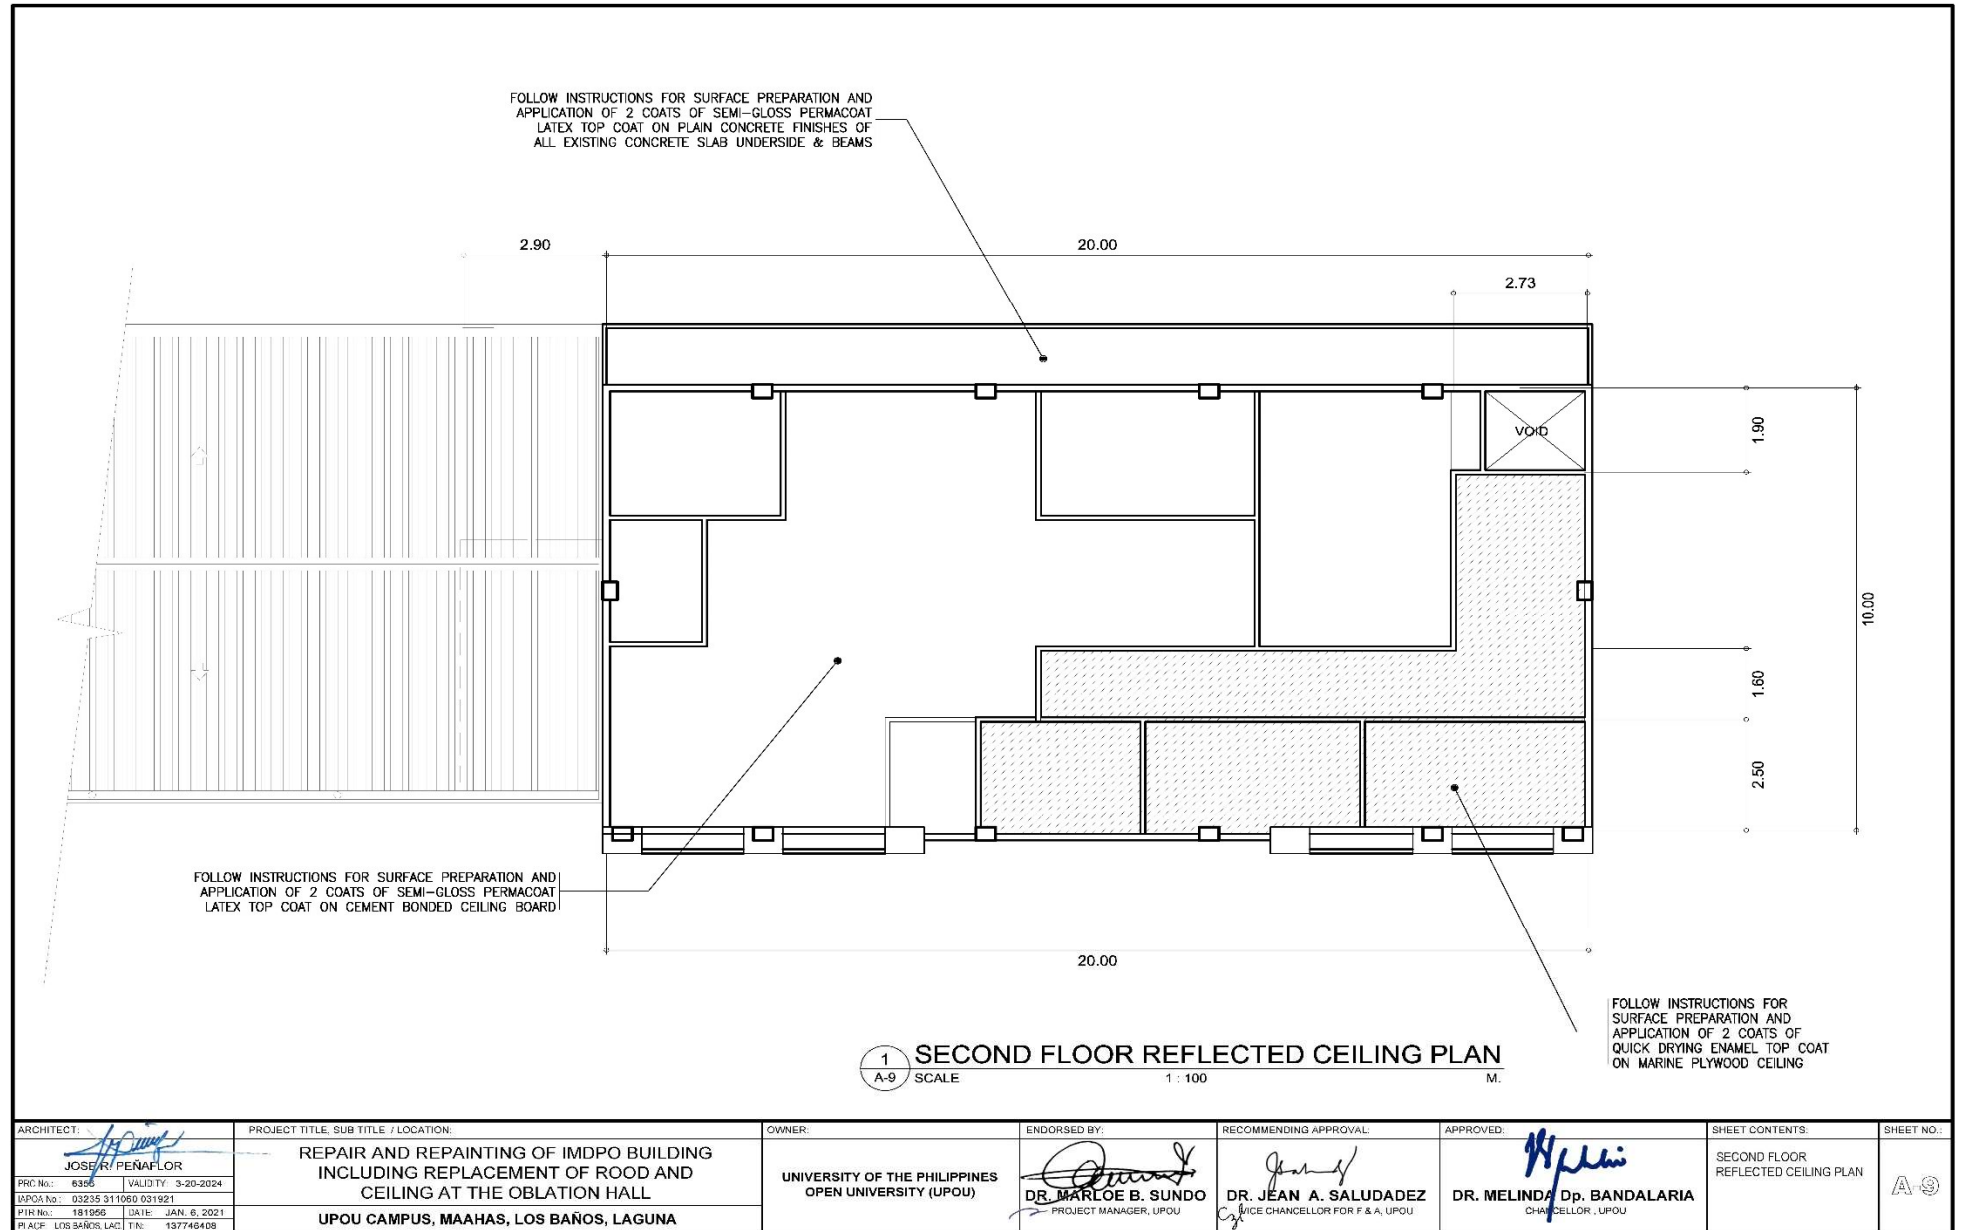 FOLLOW INSTRUCTIONS FOR SURFACE PREPARATION AND
APPLICATION OF 2 COATS OF SEMI-GLOSS PERMACOAT
LATEX TOP COAT ON PLAIN CONCRETE FINISHES OF
ALL EXISTING CONCRETE SLAB UNDERSIDE & BEAMS
2.90
20.00
2.73
VOID
1.90
10.00
1.60
2.50
FOLLOW INSTRUCTIONS FOR SURFACE PREPARATION AND
APPLICATION OF 2 COATS OF SEMI-GLOSS PERMACOAT
LATEX TOP COAT ON CEMENT BONDED CEILING BOARD
20.00
FOLLOW INSTRUCTIONS FOR
SURFACE PREPARATION AND
APPLICATION OF 2 COATS OF
QUICK DRYING ENAMEL TOP COAT
ON MARINE PLYWOOD CEILING
1
A-9
SECOND FLOOR REFLECTED CEILING PLAN
SCALE 1 : 100 M.
ARCHITECT:
JOSE R. PEÑAFLOR
PRC No.: 6356 VALIDITY: 3-20-2024
IAPOA No.: 03235 311060 031921
PTR No.: 181956 DATE: JAN. 6, 2021
PLACE LOS BAÑOS, LAG. TIN: 137746408
PROJECT TITLE, SUB TITLE / LOCATION:
REPAIR AND REPAINTING OF IMDPO BUILDING
INCLUDING REPLACEMENT OF ROOD AND
CEILING AT THE OBLATION HALL
UPOU CAMPUS, MAAHAS, LOS BAÑOS, LAGUNA
OWNER:
UNIVERSITY OF THE PHILIPPINES
OPEN UNIVERSITY (UPOU)
ENDORSED BY:
DR. MARLOE B. SUNDO
PROJECT MANAGER, UPOU
RECOMMENDING APPROVAL:
DR. JEAN A. SALUDADEZ
VICE CHANCELLOR FOR F & A, UPOU
APPROVED:
DR. MELINDA Dp. BANDALARIA
CHANCELLOR , UPOU
SHEET CONTENTS:
SECOND FLOOR
REFLECTED CEILING PLAN
SHEET NO.:
A-9